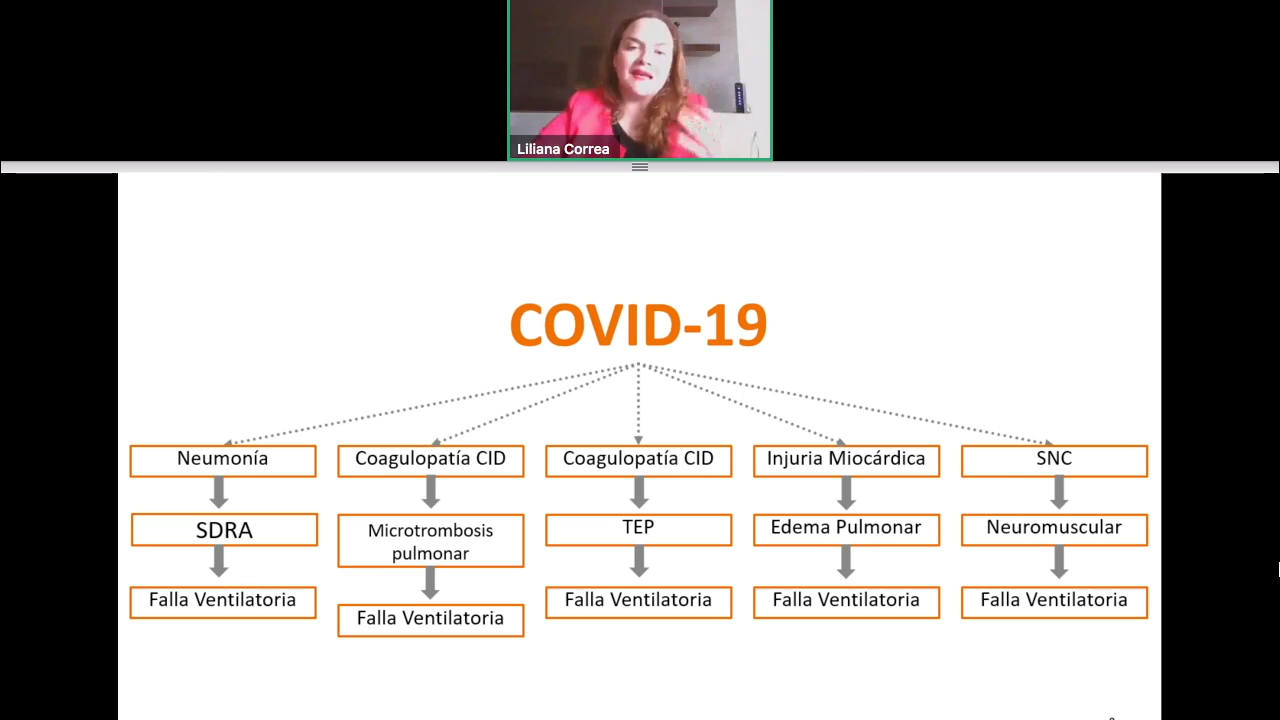 Liliana Correa
COVID-19
Neumonía
Coagulopatía CID
Coagulopatía CID
Injuria Miocárdica
SNC
SDRA
Microtrombosis
pulmonar
TEP
Edema Pulmonar
Neuromuscular
Falla Ventilatoria
Falla Ventilatoria
Falla Ventilatoria
Falla Ventilatoria
Falla Ventilatoria